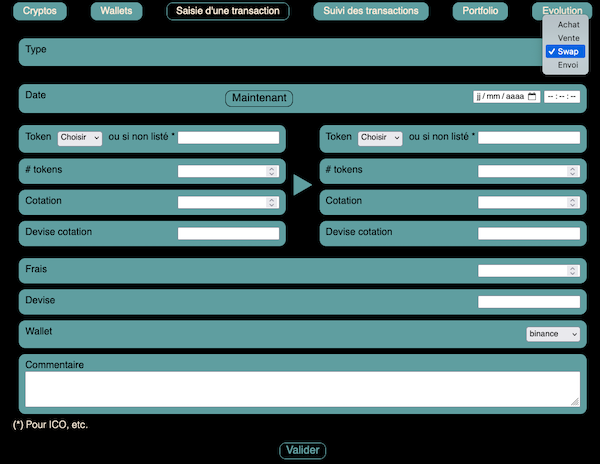 Cryptos Wallets Saisie d'une transaction Suivi des transactions Portfolio Evolution
Achat
Vente
✓ Swap
Envoi
Type
Date Maintenant jj / mm / aaaa -- : -- : --
Token Choisir ou si non listé * Token Choisir ou si non listé *
# tokens # tokens
Cotation Cotation
Devise cotation Devise cotation
Frais
Devise
Wallet binance
Commentaire
(*) Pour ICO, etc.
Valider